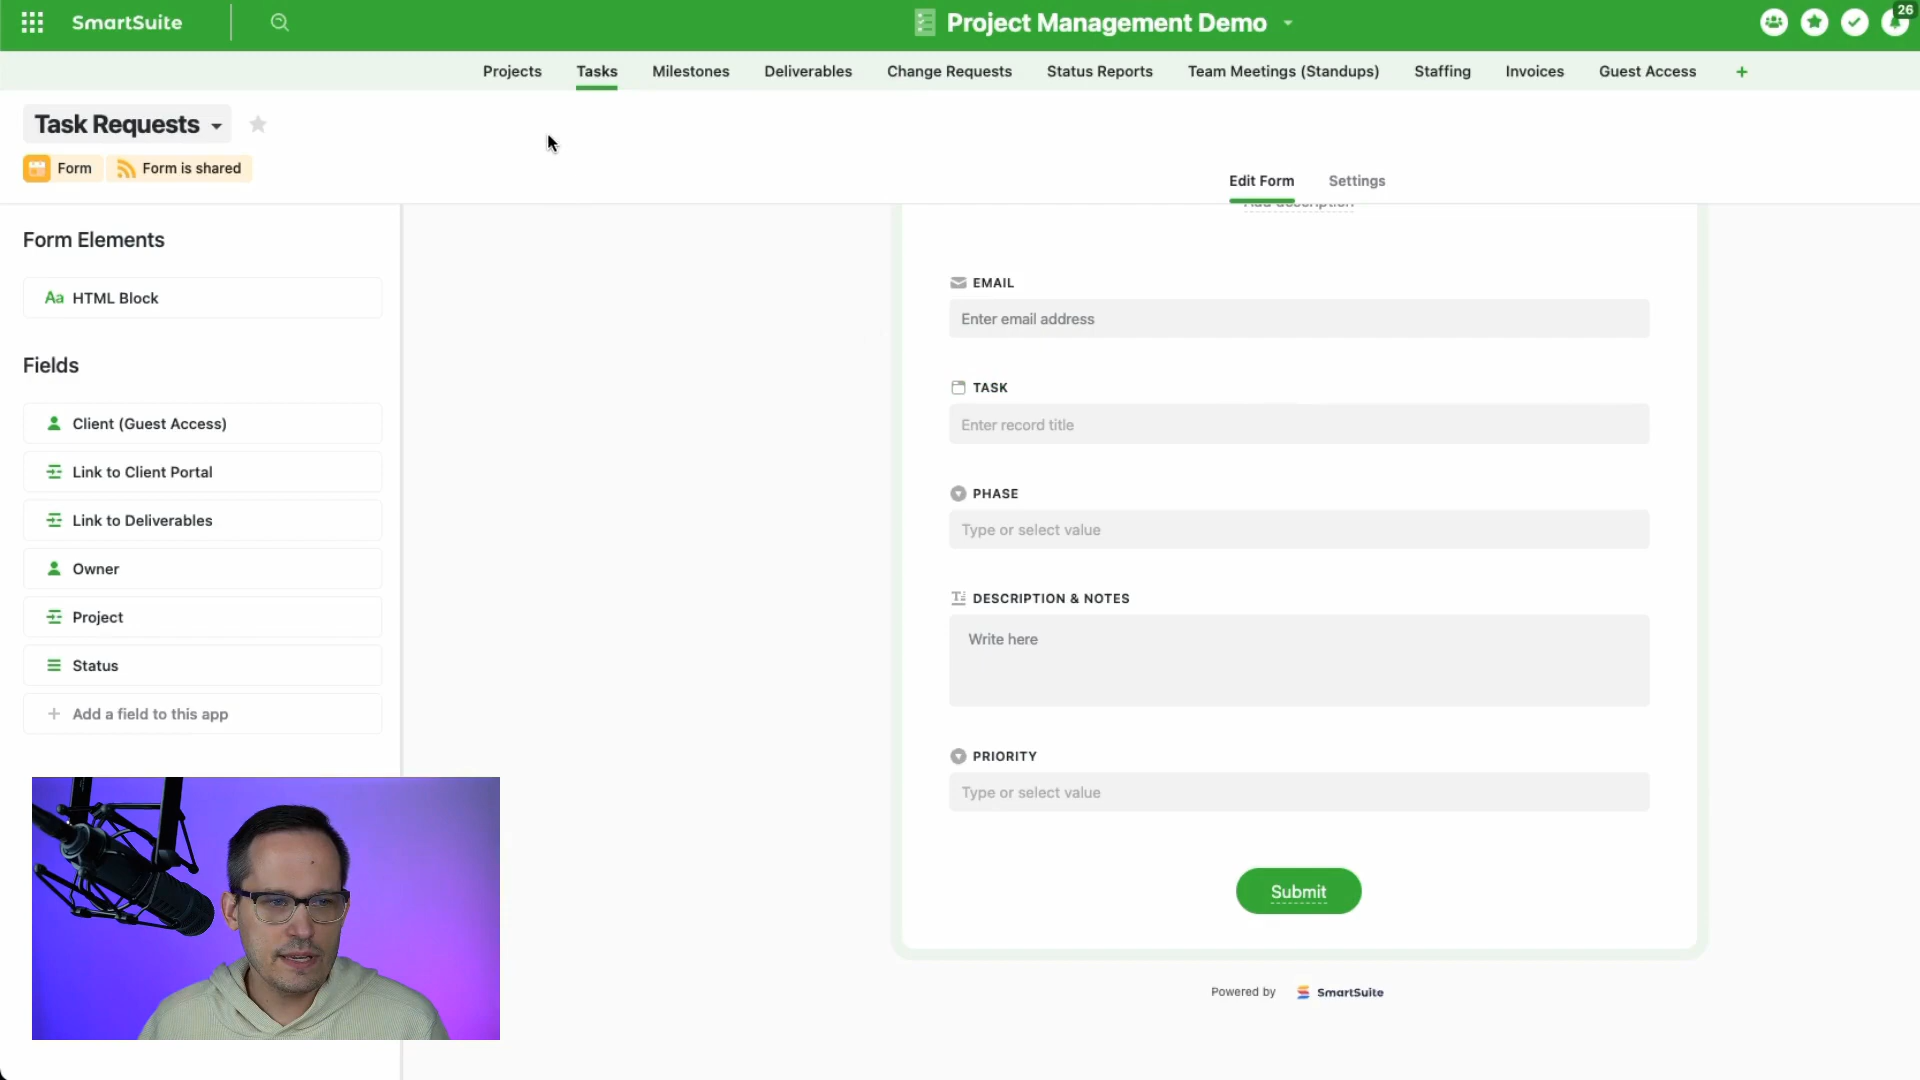 SmartSuite
Project Management Demo
26
Projects
Tasks
Milestones
Deliverables
Change Requests
Status Reports
Team Meetings (Standups)
Staffing
Invoices
Guest Access
+
Task Requests
Form
Form is shared
Edit Form
Settings
Add description
Form Elements
Aa HTML Block
Fields
Client (Guest Access)
Link to Client Portal
Link to Deliverables
Owner
Project
Status
+ Add a field to this app
EMAIL
Enter email address
TASK
Enter record title
PHASE
Type or select value
DESCRIPTION & NOTES
Write here
PRIORITY
Type or select value
Submit
Powered by SmartSuite